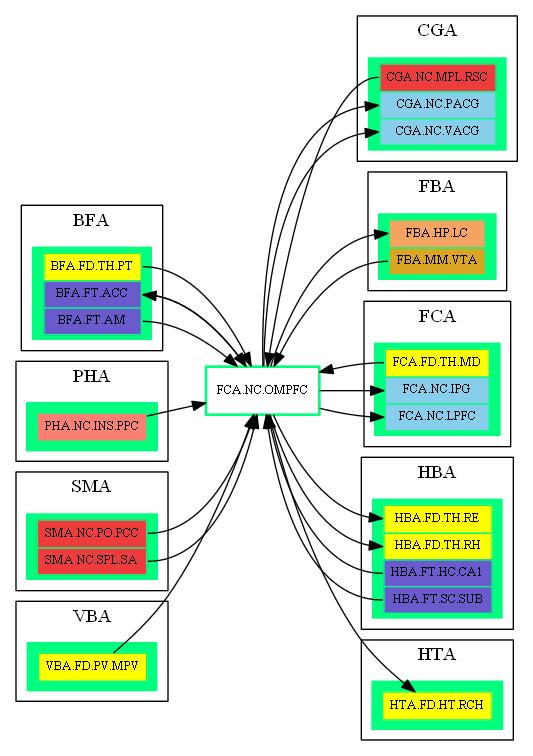 CGA
CGA.NC.MPL.RSC
CGA.NC.PACG
CGA.NC.VACG
FBA
FBA.HP.LC
FBA.MM.VTA
BFA
BFA.FD.TH.PT
BFA.FT.ACC
BFA.FT.AM
FCA
FCA.FD.TH.MD
FCA.NC.IPG
FCA.NC.LPFC
PHA
PHA.NC.INS.PPC
FCA.NC.OMPFC
SMA
SMA.NC.PO.PCC
SMA.NC.SPL.SA
HBA
HBA.FD.TH.RE
HBA.FD.TH.RH
HBA.FT.HC.CA1
HBA.FT.SC.SUB
VBA
VBA.FD.PV.MPV
HTA
HTA.FD.HT.RCH